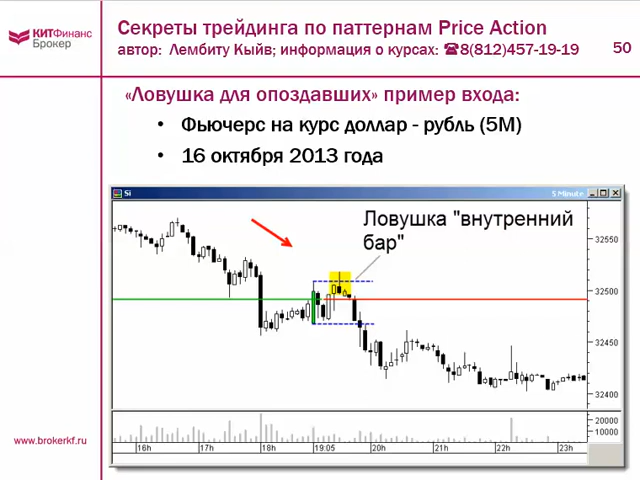 КИТФинанс
Брокер
Секреты трейдинга по паттернам Price Action
автор: Лембиту Кыйв; информация о курсах: ☎8(812)457-19-19
50
«Ловушка для опоздавших» пример входа:
• Фьючерс на курс доллар - рубль (5М)
• 16 октября 2013 года
Si
5 Minute
Ловушка "внутренний
бар"
32550
32500
32450
32400
20000
10000
16h
17h
18h
19:05
20h
21h
22h
23h
www.brokerkf.ru